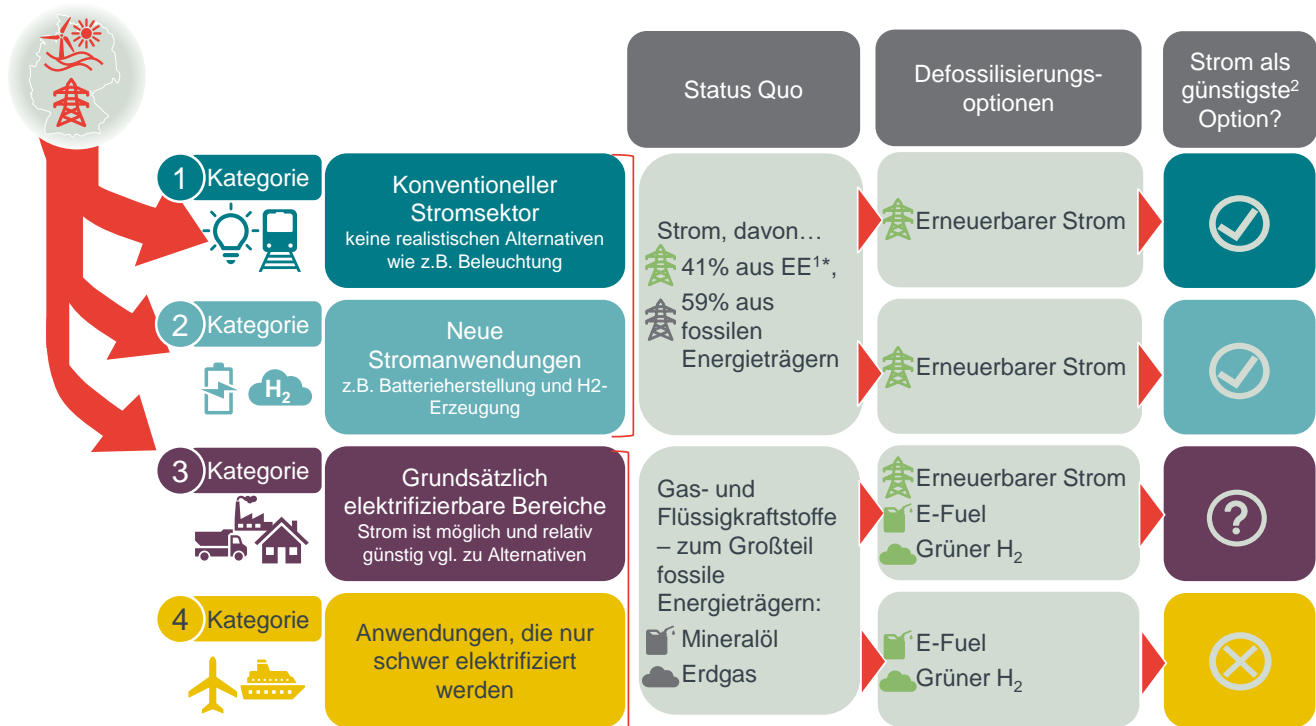 Status Quo
Defossilisierungs-
optionen
Strom als
günstigste²
Option?
1 Kategorie
Konventioneller
Stromsektor
keine realistischen Alternativen
wie z.B. Beleuchtung
2 Kategorie
H₂
Neue
Stromanwendungen
z.B. Batterieherstellung und H2-
Erzeugung
Strom, davon…
41% aus EE¹*,
59% aus
fossilen
Energieträgern
Erneuerbarer Strom
Erneuerbarer Strom
3 Kategorie
Grundsätzlich
elektrifizierbare Bereiche
Strom ist möglich und relativ
günstig vgl. zu Alternativen
4 Kategorie
Anwendungen, die nur
schwer elektrifiziert
werden
Gas- und
Flüssigkraftstoffe
– zum Großteil
fossile
Energieträgern:
Mineralöl
Erdgas
Erneuerbarer Strom
E-Fuel
Grüner H₂
?
E-Fuel
Grüner H₂